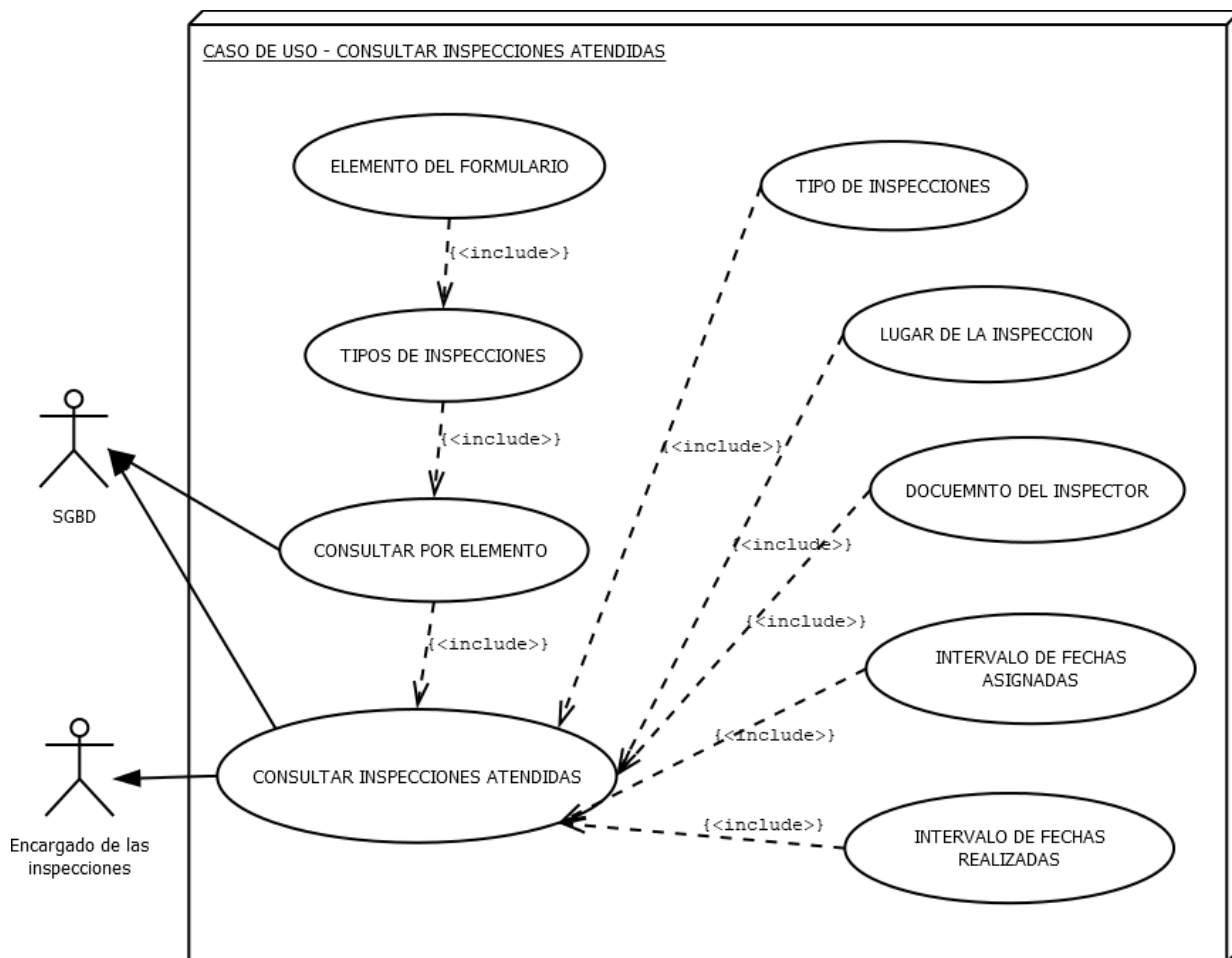 CASO DE USO - CONSULTAR INSPECCIONES ATENDIDAS
ELEMENTO DEL FORMULARIO
TIPO DE INSPECCIONES
{<include>}
LUGAR DE LA INSPECCION
TIPOS DE INSPECCIONES
{<include>}
{<include>}
DOCUEMNTO DEL INSPECTOR
SGBD
CONSULTAR POR ELEMENTO
{<include>}
{<include>}
{<include>}
INTERVALO DE FECHAS
ASIGNADAS
{<include>}
CONSULTAR INSPECCIONES ATENDIDAS
{<include>}
INTERVALO DE FECHAS
REALIZADAS
Encargado de las
inspecciones